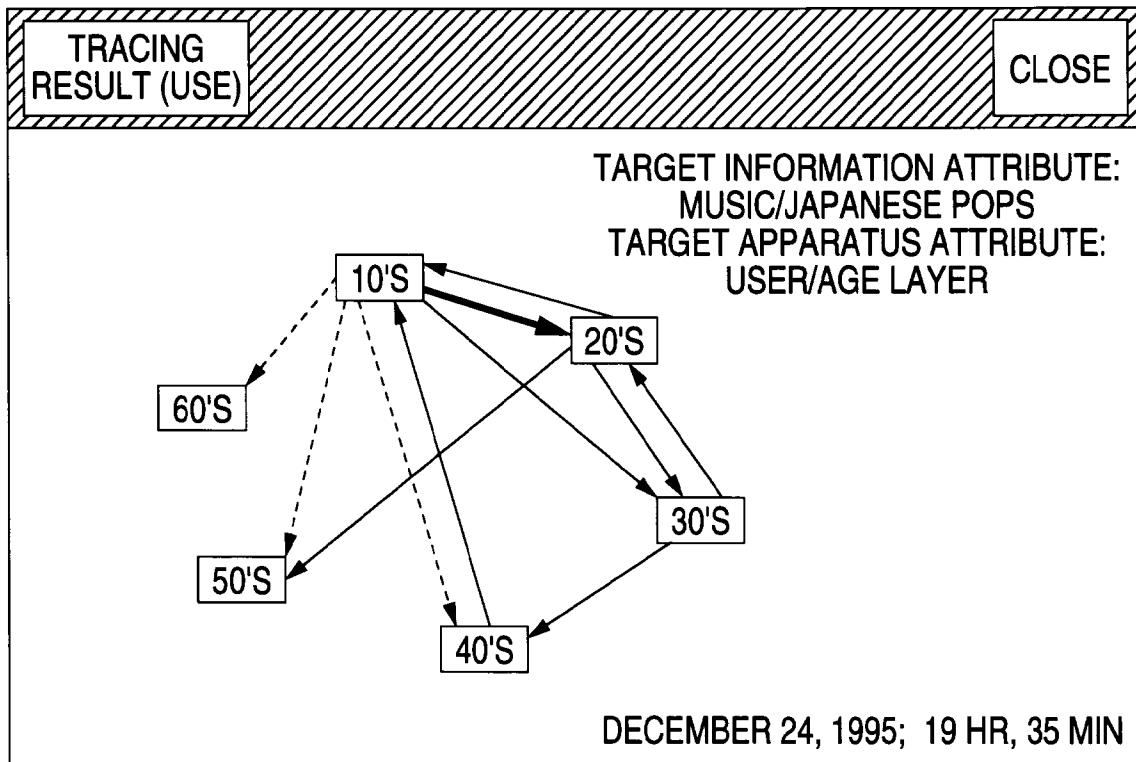 TRACING
RESULT (USE)
CLOSE
TARGET INFORMATION ATTRIBUTE:
MUSIC/JAPANESE POPS
TARGET APPARATUS ATTRIBUTE:
USER/AGE LAYER
10'S
20'S
60'S
30'S
50'S
40'S
DECEMBER 24, 1995; 19 HR, 35 MIN